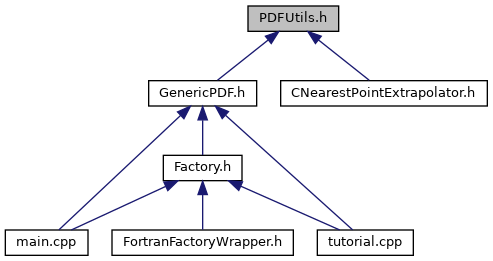 PDFUtils.h
GenericPDF.h
CNearestPointExtrapolator.h
Factory.h
main.cpp
FortranFactoryWrapper.h
tutorial.cpp